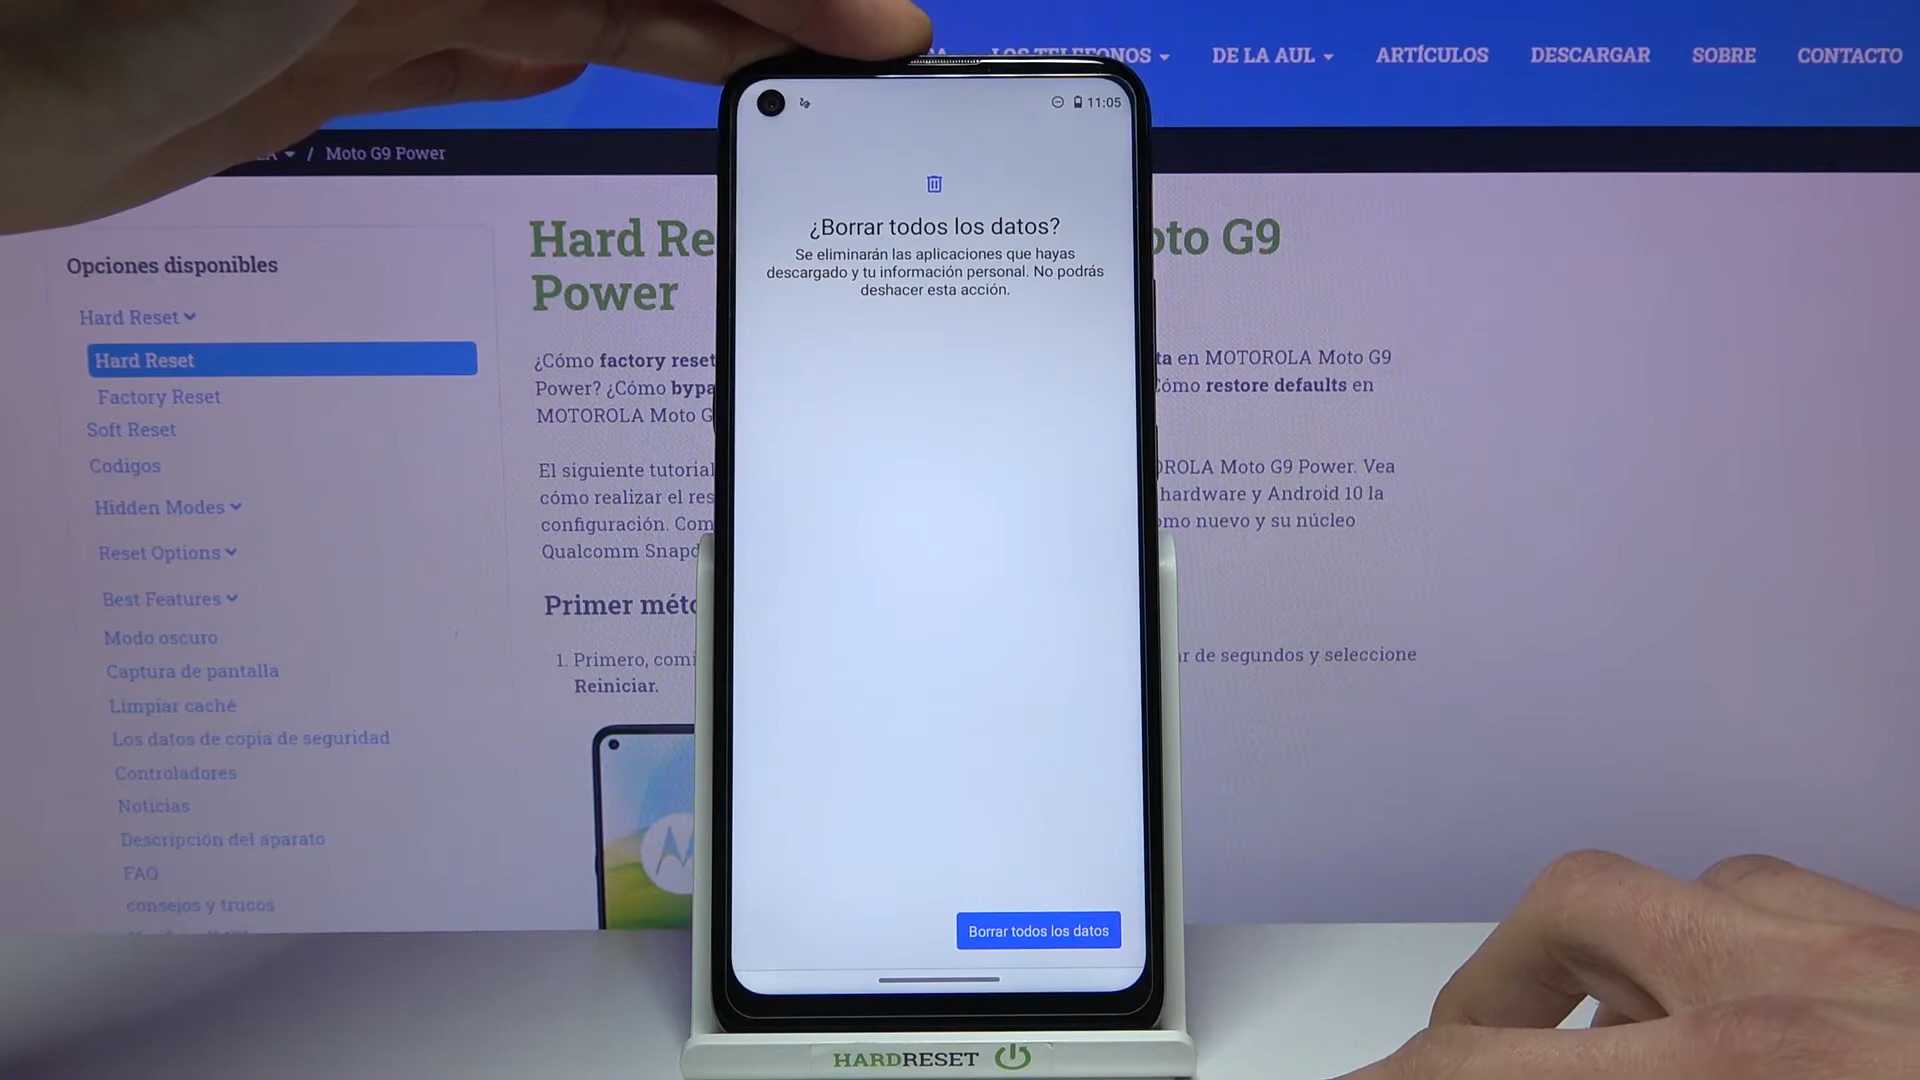 LOS TELEFONOS
DE LA AUL
ARTÍCULOS
DESCARGAR
SOBRE
CONTACTO
/ Moto G9 Power
11:05
¿Borrar todos los datos?
Se eliminarán las aplicaciones que hayas
descargado y tu información personal. No podrás
deshacer esta acción.
Borrar todos los datos
Opciones disponibles
Hard Reset
Hard Reset
Factory Reset
Soft Reset
Codigos
Hidden Modes
Reset Options
Best Features
Modo oscuro
Captura de pantalla
Limpiar caché
Los datos de copia de seguridad
Controladores
Noticias
Descripción del aparato
FAQ
consejos y trucos
Hard Re oto G9
Power
¿Cómo factory reset ta en MOTOROLA Moto G9
Power? ¿Cómo bypa Cómo restore defaults en
MOTOROLA Moto G
El siguiente tutorial OROLA Moto G9 Power. Vea
cómo realizar el res hardware y Android 10 la
configuración. Com omo nuevo y su núcleo
Qualcomm Snapd
Primer méto
1. Primero, comi ar de segundos y seleccione
Reiniciar.
HARDRESET